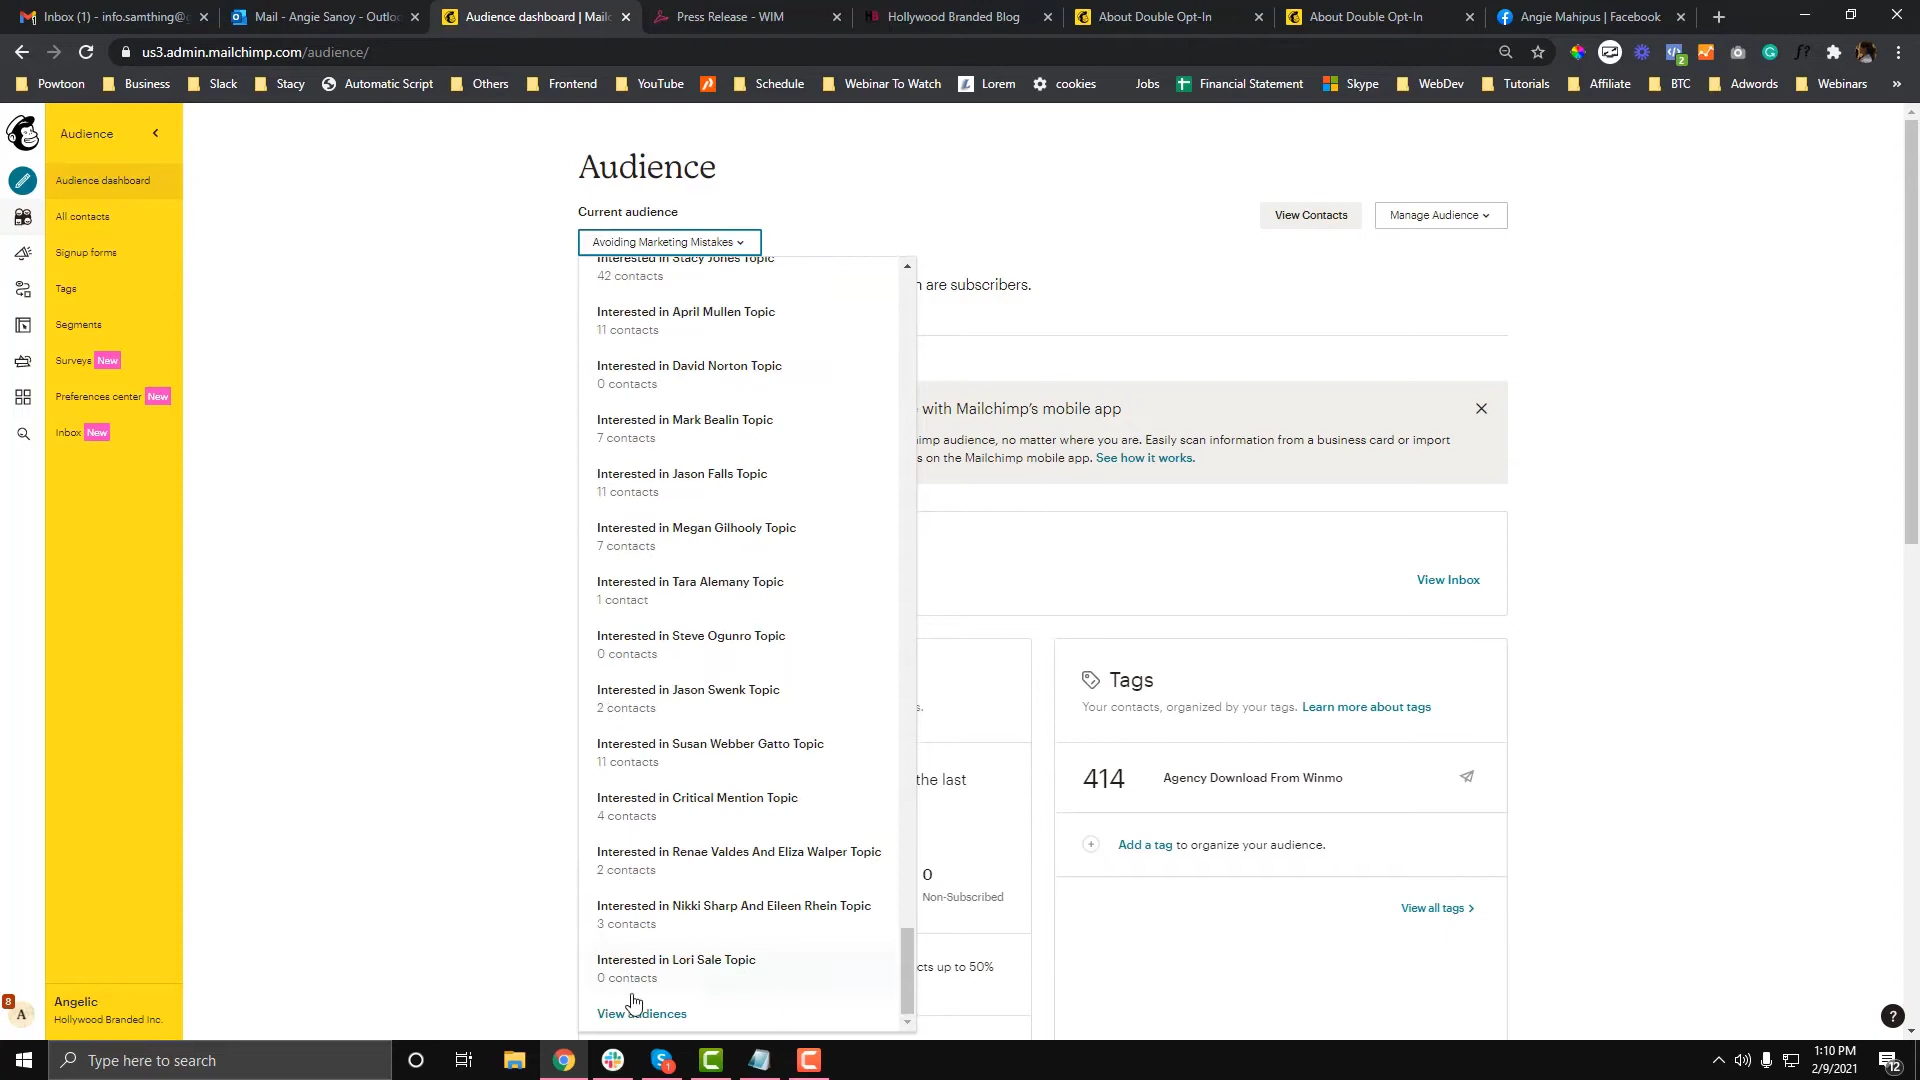 Inbox (1) - info.samthing@g
Mail - Angie Sanoy - Outlo
Audience dashboard | Mailc
Press Release - WIM
Hollywood Branded Blog
About Double Opt-In
About Double Opt-In
Angie Mahipus | Facebook
us3.admin.mailchimp.com/audience/
Powtoon
Business
Slack
Stacy
Automatic Script
Others
Frontend
YouTube
Schedule
Webinar To Watch
Lorem
cookies
Jobs
Financial Statement
Skype
WebDev
Tutorials
Affiliate
BTC
Adwords
Webinars
Audience
Audience dashboard
All contacts
Signup forms
Tags
Segments
Surveys New
Preferences center New
Inbox New
8
A
Angelic
Hollywood Branded Inc.
Audience
Current audience
Avoiding Marketing Mistakes
View Contacts
Manage Audience
Interested in Stacy Jones Topic
42 contacts
Interested in April Mullen Topic
11 contacts
Interested in David Norton Topic
0 contacts
Interested in Mark Bealin Topic
7 contacts
Interested in Jason Falls Topic
11 contacts
Interested in Megan Gilhooly Topic
7 contacts
Interested in Tara Alemany Topic
1 contact
Interested in Steve Ogunro Topic
0 contacts
Interested in Jason Swenk Topic
2 contacts
Interested in Susan Webber Gatto Topic
11 contacts
Interested in Critical Mention Topic
4 contacts
Interested in Renae Valdes And Eliza Walper Topic
2 contacts
Interested in Nikki Sharp And Eileen Rhein Topic
3 contacts
Interested in Lori Sale Topic
0 contacts
View audiences
are subscribers.
with Mailchimp's mobile app
imp audience, no matter where you are. Easily scan information from a business card or import
s on the Mailchimp mobile app. See how it works.
View Inbox
s.
the last
0
Non-Subscribed
cts up to 50%
Tags
Your contacts, organized by your tags. Learn more about tags
414 Agency Download From Winmo
Add a tag to organize your audience.
View all tags
?
Type here to search
1:10 PM
2/9/2021
12